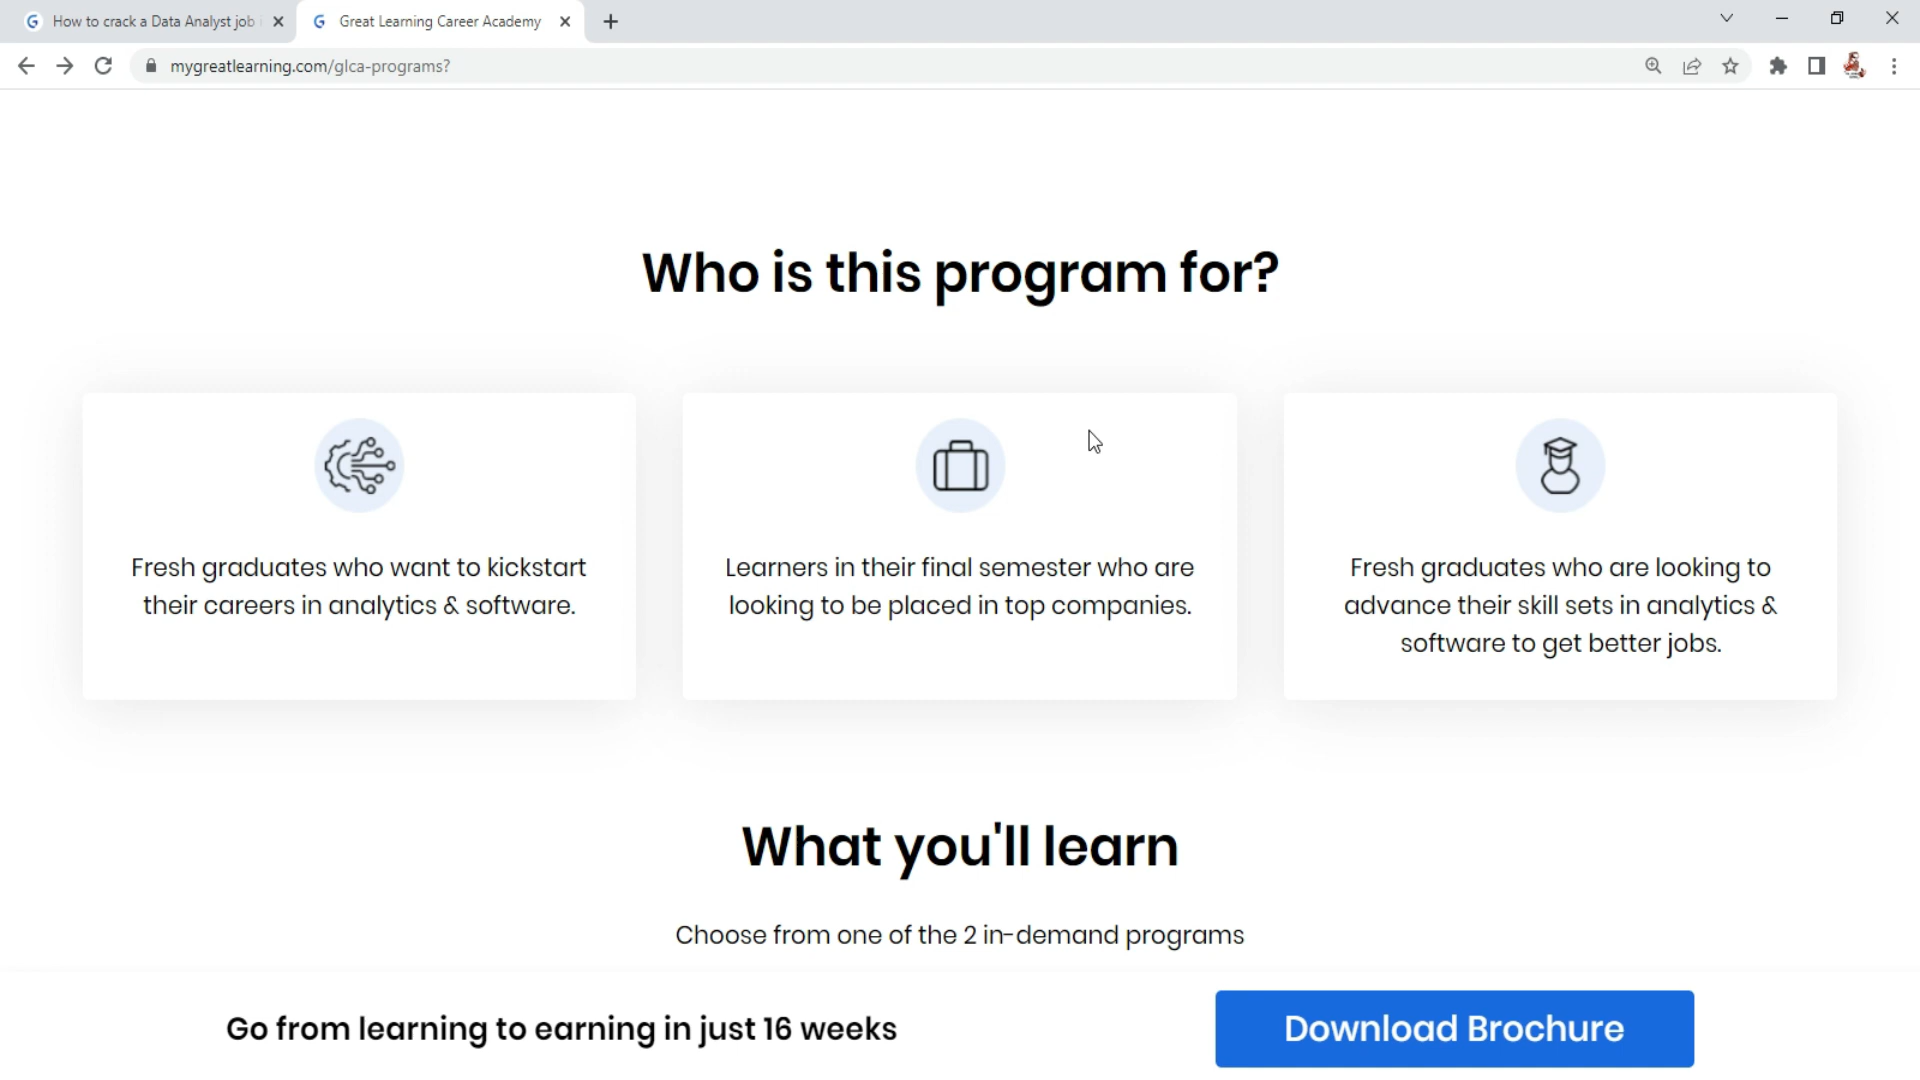 How to crack a Data Analyst job
Great Learning Career Academy
mygreatlearning.com/glca-programs?
Who is this program for?
Fresh graduates who want to kickstart
their careers in analytics & software.
Learners in their final semester who are
looking to be placed in top companies.
Fresh graduates who are looking to
advance their skill sets in analytics &
software to get better jobs.
What you'll learn
Choose from one of the 2 in-demand programs
Go from learning to earning in just 16 weeks
Download Brochure